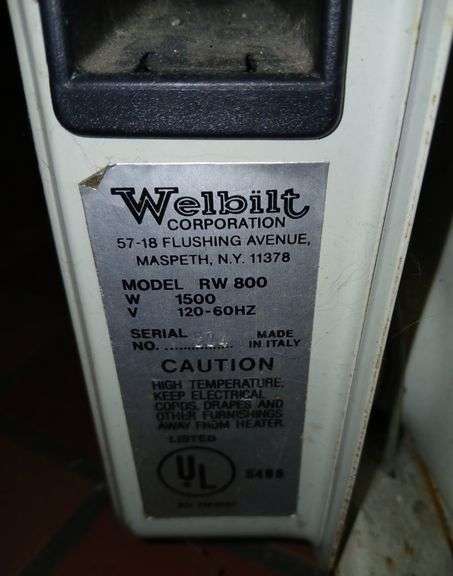 Welbilt
CORPORATION
57-18 FLUSHING AVENUE,
MASPETH, N.Y. 11378
MODEL RW 800
W 1500
V 120-60HZ
SERIAL MADE
NO. IN ITALY
CAUTION
HIGH TEMPERATURE,
KEEP ELECTRICAL
CORDS, DRAPES AND
OTHER FURNISHINGS
AWAY FROM HEATER.
LISTED
UL